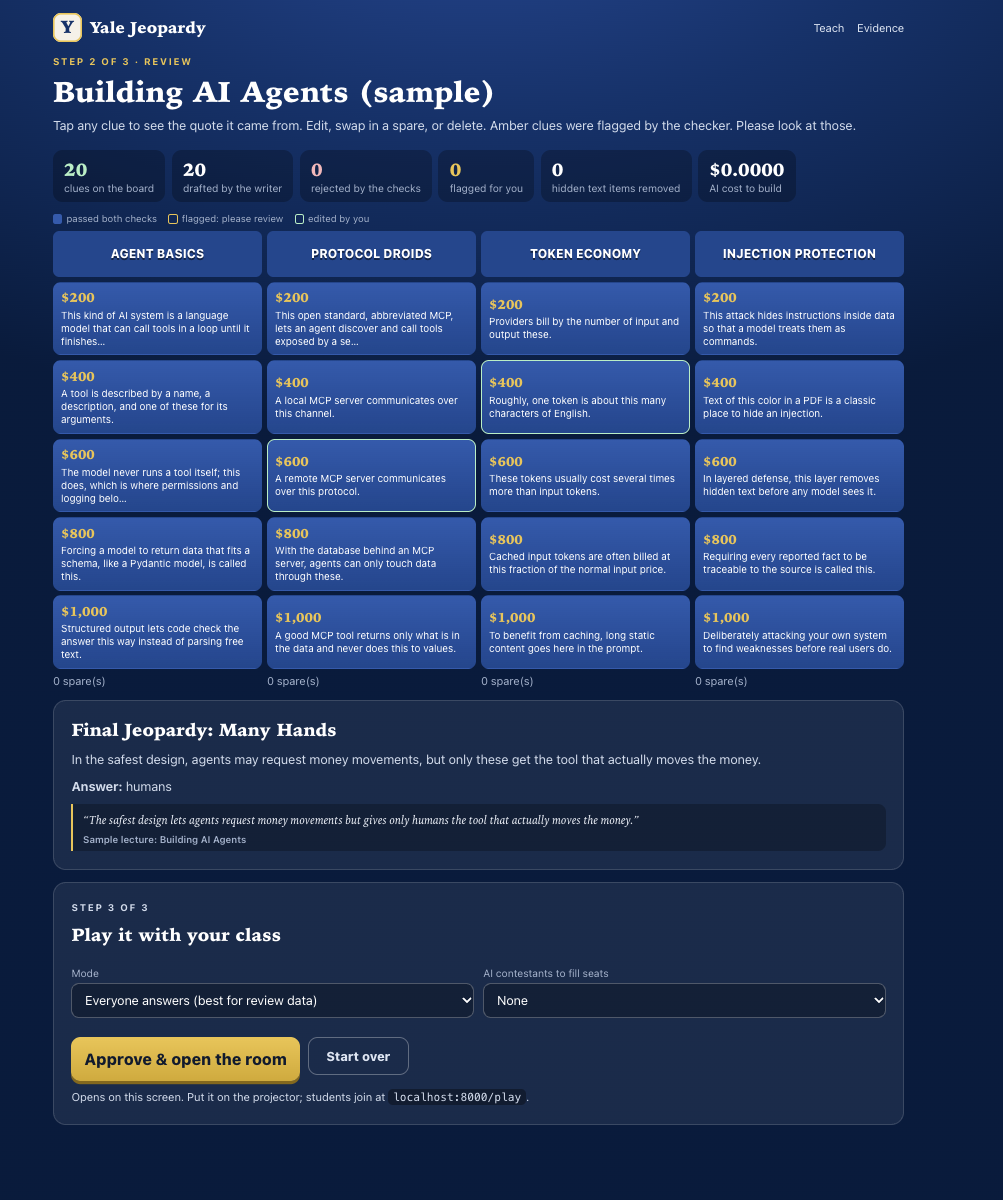 Y Yale Jeopardy
Teach Evidence
STEP 2 OF 3 · REVIEW
Building AI Agents (sample)
Tap any clue to see the quote it came from. Edit, swap in a spare, or delete. Amber clues were flagged by the checker. Please look at those.
20
clues on the board
20
drafted by the writer
0
rejected by the checks
0
flagged for you
0
hidden text items removed
$0.0000
AI cost to build
passed both checks flagged: please review edited by you
AGENT BASICS
PROTOCOL DROIDS
TOKEN ECONOMY
INJECTION PROTECTION
$200
This kind of AI system is a language
model that can call tools in a loop until it
finishes...
$200
This open standard, abbreviated MCP,
lets an agent discover and call tools
exposed by a se...
$200
Providers bill by the number of input and
output these.
$200
This attack hides instructions inside data
so that a model treats them as
commands.
$400
A tool is described by a name, a
description, and one of these for its
arguments.
$400
A local MCP server communicates over
this channel.
$400
Roughly, one token is about this many
characters of English.
$400
Text of this color in a PDF is a classic
place to hide an injection.
$600
The model never runs a tool itself; this
does, which is where permissions and
logging belo...
$600
A remote MCP server communicates
over this protocol.
$600
These tokens usually cost several times
more than input tokens.
$600
In layered defense, this layer removes
hidden text before any model sees it.
$800
Forcing a model to return data that fits a
schema, like a Pydantic model, is called
this.
$800
With the database behind an MCP
server, agents can only touch data
through these.
$800
Cached input tokens are often billed at
this fraction of the normal input price.
$800
Requiring every reported fact to be
traceable to the source is called this.
$1,000
Structured output lets code check the
answer this way instead of parsing free
text.
$1,000
A good MCP tool returns only what is in
the data and never does this to values.
$1,000
To benefit from caching, long static
content goes here in the prompt.
$1,000
Deliberately attacking your own system
to find weaknesses before real users do.
0 spare(s)
0 spare(s)
0 spare(s)
0 spare(s)
Final Jeopardy: Many Hands
In the safest design, agents may request money movements, but only these get the tool that actually moves the money.
Answer: humans
“The safest design lets agents request money movements but gives only humans the tool that actually moves the money.”
Sample lecture: Building AI Agents
STEP 3 OF 3
Play it with your class
Mode
Everyone answers (best for review data)
AI contestants to fill seats
None
Approve & open the room
Start over
Opens on this screen. Put it on the projector; students join at localhost:8000/play.